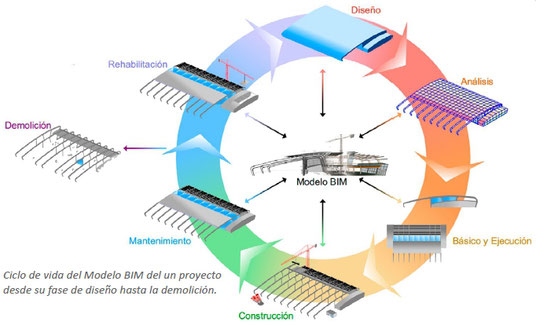 Diseño
Rehabilitación
Análisis
Demolición
Modelo BIM
Mantenimiento
Básico y Ejecución
Ciclo de vida del Modelo BIM del un proyecto
desde su fase de diseño hasta la demolición.
Construcción